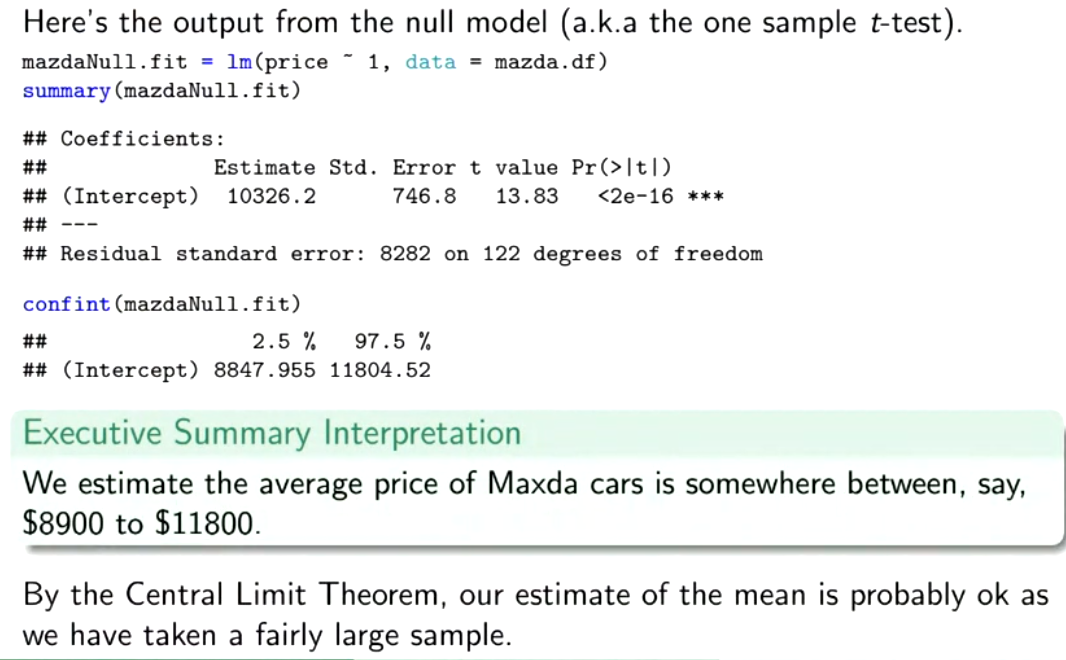 Here's the output from the null model (a.k.a the one sample t-test).
mazdaNull.fit = lm(price ~ 1, data = mazda.df)
summary(mazdaNull.fit)
## Coefficients:
##             Estimate Std. Error t value Pr(>|t|)
## (Intercept)  10326.2      746.8   13.83   <2e-16 ***
## ---
## Residual standard error: 8282 on 122 degrees of freedom
confint(mazdaNull.fit)
##                2.5 %   97.5 %
## (Intercept) 8847.955 11804.52
Executive Summary Interpretation
We estimate the average price of Maxda cars is somewhere between, say,
$8900 to $11800.
By the Central Limit Theorem, our estimate of the mean is probably ok as
we have taken a fairly large sample.